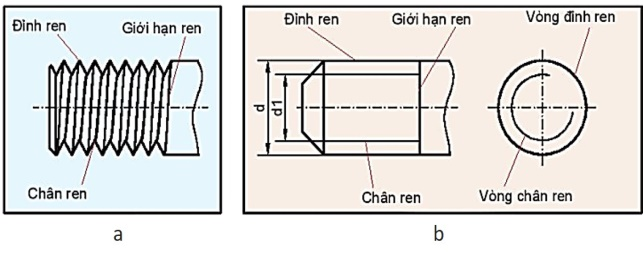 Đỉnh ren
Giới hạn ren
Chân ren
a
Đỉnh ren
Giới hạn ren
Vòng đỉnh ren
d
d1
Chân ren
Vòng chân ren
b